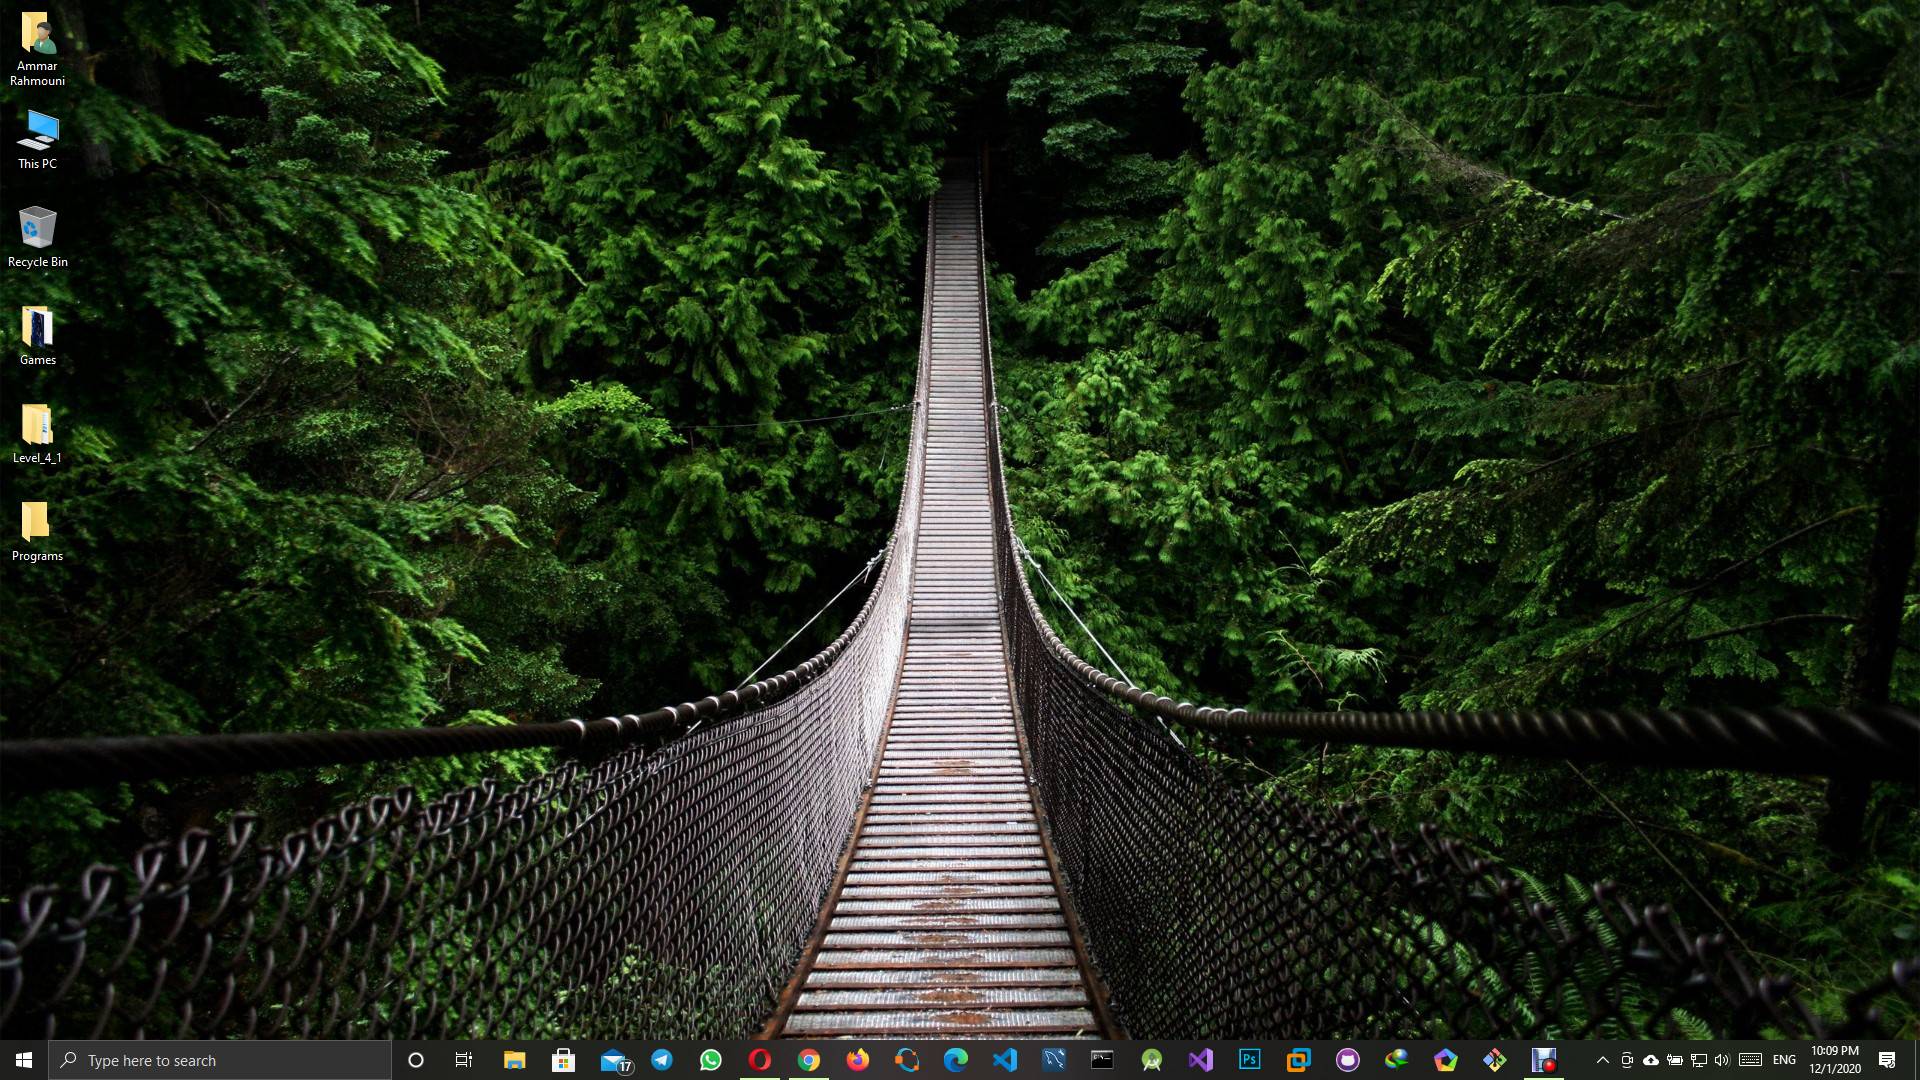 Ammar
Rahmouni
This PC
Recycle Bin
Games
Level_4_1
Programs
Type here to search
17
Ps
ENG
10:09 PM
12/1/2020